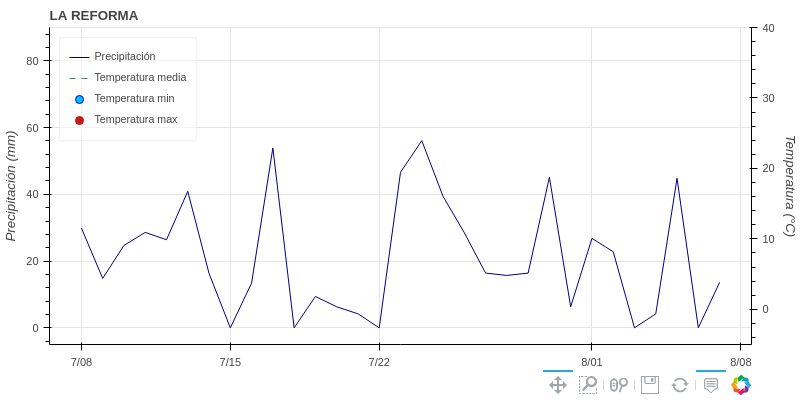 LA REFORMA
Precipitación
Temperatura media
Temperatura min
Temperatura max
Precipitación (mm)
80
60
40
20
0
Temperatura (°C)
40
30
20
10
0
7/08 7/15 7/22 8/01 8/08